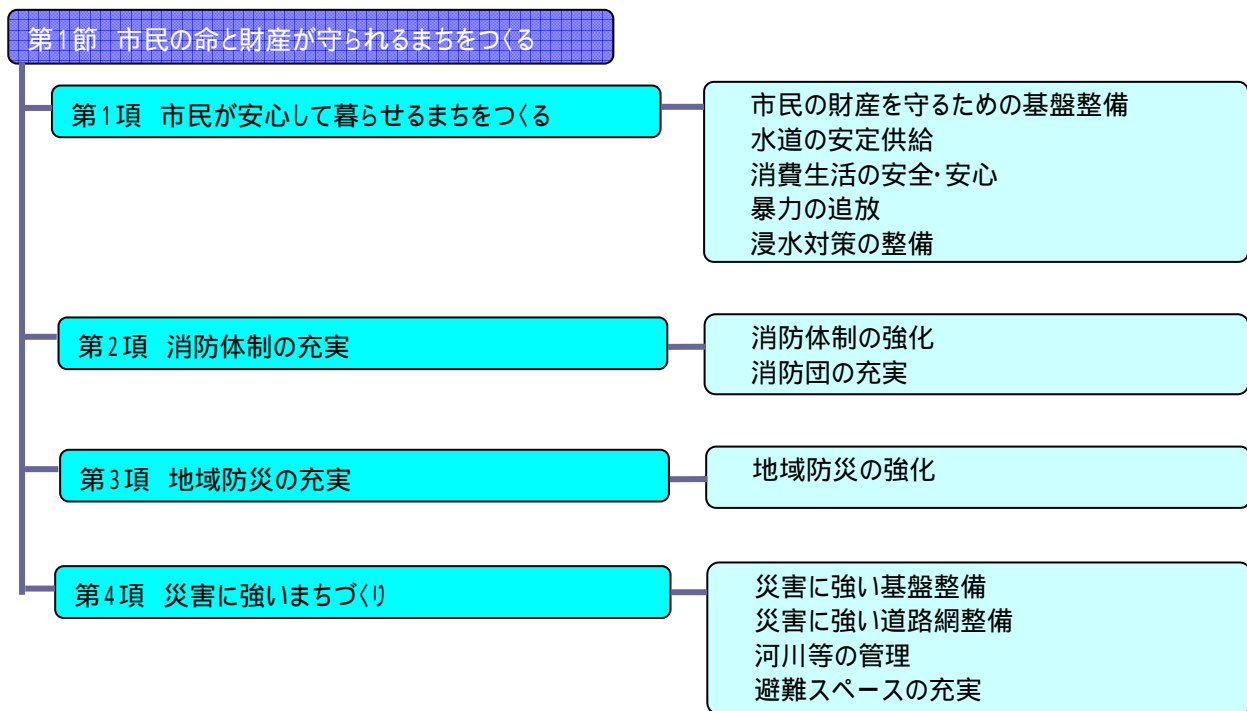 第1節 市民の命と財産が守られるまちをつくる
第1項 市民が安心して暮らせるまちをつくる
市民の財産を守るための基盤整備
水道の安定供給
消費生活の安全・安心
暴力の追放
浸水対策の整備
第2項 消防体制の充実
消防体制の強化
消防団の充実
第3項 地域防災の充実
地域防災の強化
第4項 災害に強いまちづくり
災害に強い基盤整備
災害に強い道路網整備
河川等の管理
避難スペースの充実